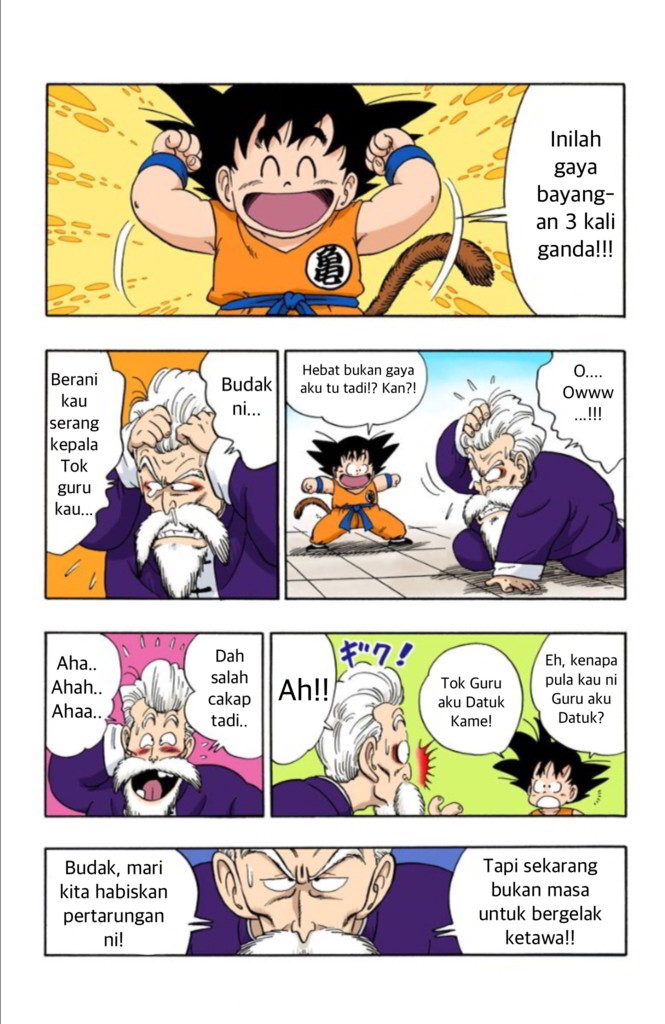 Inilah
gaya
bayang-
an 3 kali
ganda!!!
亀
O....
Owww
...!!!
Hebat bukan gaya
aku tu tadi!? Kan?!
Budak
ni...
Berani
kau
serang
kepala
Tok
guru
kau...
Eh, kenapa
pula kau ni
Guru aku
Datuk?
Tok Guru
aku Datuk
Kame!
ギク!
Ah!!
Dah
salah
cakap
tadi..
Aha..
Ahah..
Ahaa..
Tapi sekarang
bukan masa
untuk bergelak
ketawa!!
Budak, mari
kita habiskan
pertarungan
ni!